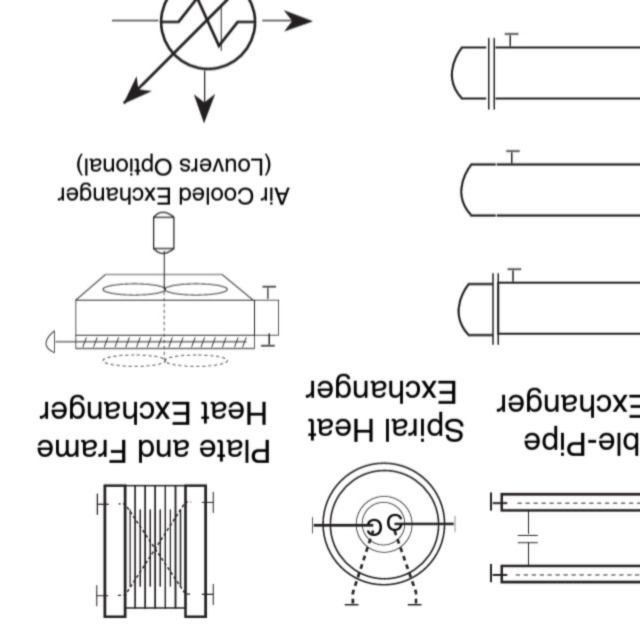 ble-Pipe
Exchanger
Spiral Heat
Exchanger
Plate and Frame
Heat Exchanger
Air Cooled Exchanger
(Louvers Optional)